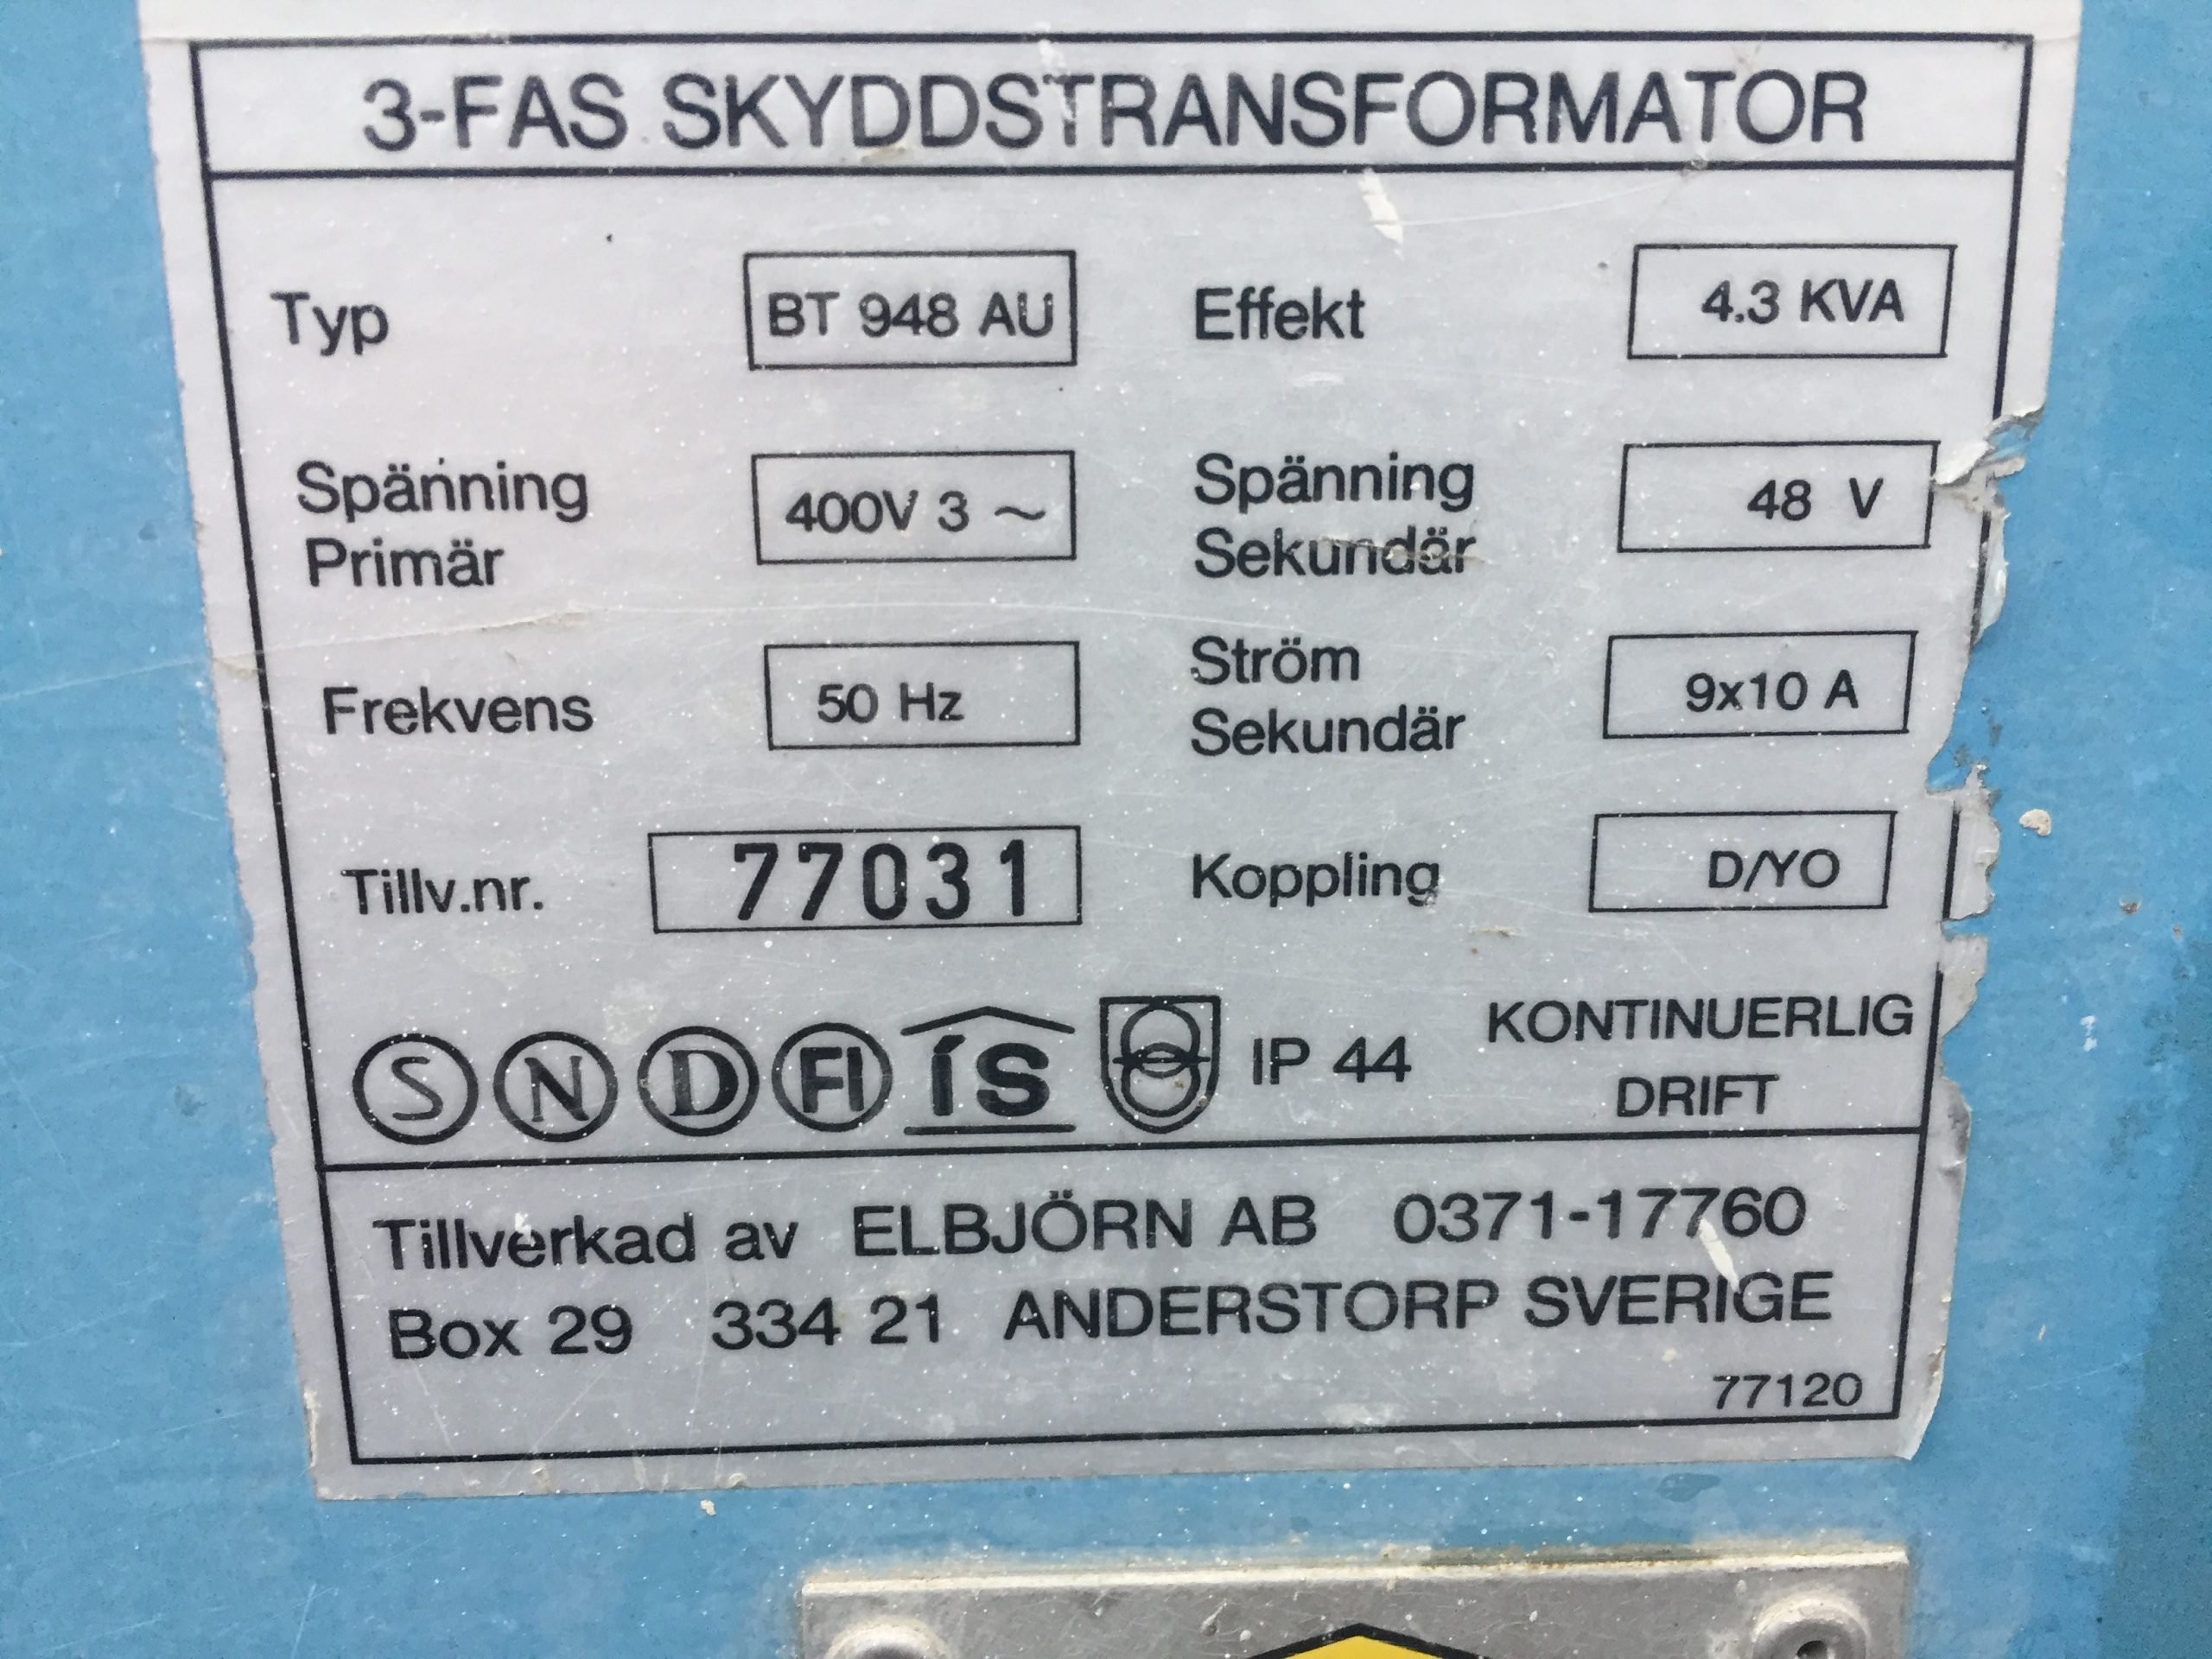 3-FAS SKYDDSTRANSFORMATOR
Typ BT 948 AU Effekt 4.3 KVA
Spänning Primär 400V 3 ~ Spänning Sekundär 48 V
Frekvens 50 Hz Ström Sekundär 9x10 A
Tillv.nr. 77031 Koppling D/YO
S N D FI ÍS IP 44 KONTINUERLIG
DRIFT
Tillverkad av ELBJÖRN AB 0371-17760
Box 29 334 21 ANDERSTORP SVERIGE
77120